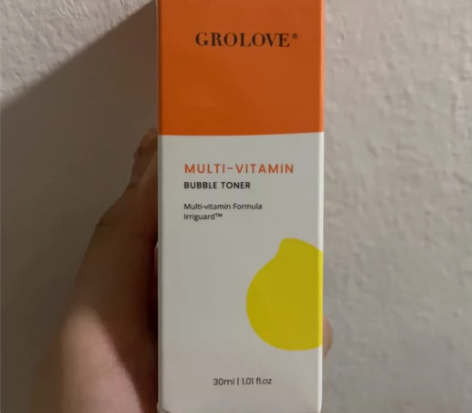 GROLOVE®
MULTI-VITAMIN
BUBBLE TONER
Multi-vitamin Formula
Irriguard™
30ml | 1.01 fl.oz